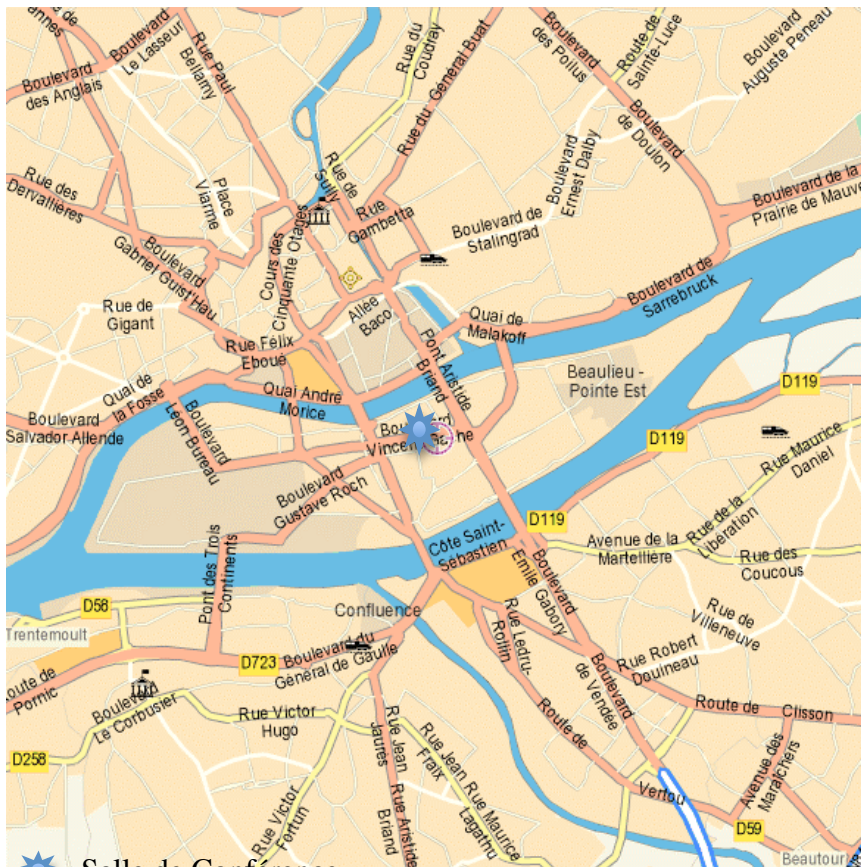 Boulevard
Le Lasseur
Boulevard
des Anglais
Rue Paul
Bellamy
Rue du
Coudray
Rue du Général Buat
Boulevard
des Poilus
Route de
Sainte-Luce
Boulevard
Auguste Peneau
Boulevard
de Doulon
Boulevard
Ernest Dalby
Rue des
Dervallières
Place
Viarme
Rue de
Sully
Rue
Gambetta
Boulevard de
Stalingrad
Boulevard de la
Prairie de Mauve
Boulevard
Gabriel Guist'Hau
Cours des
Cinquante Otages
Rue de
Gigant
Allée
Baco
Rue Félix
Eboué
Quai de
Malakoff
Boulevard de
Sarrebruck
Pont Aristide
Briand
Beaulieu -
Pointe Est
Quai de
la Fosse
Quai André
Morice
D119
Boulevard
Salvador Allende
Boulevard
Léon Bureau
D119
Rue Maurice
Daniel
Boulevard
Gustave Roch
D119
Rue de la
Libération
Côte Saint-
Sébastien
Avenue de la
Martellière
Rue des
Coucous
Pont des Trois
Continents
Boulevard
Emile Gabory
D58
Trentemoult
Confluence
Rue de
Villeneuve
Rue Ledru-
Rollin
D723
Boulevard du
Général de Gaulle
Rue Robert
Douineau
Route de
Pornic
Boulevard
de Vendée
Route de
Clisson
Le Corbusier
Rue Victor
Hugo
Rue Jean
Jaurès
Rue Jean
Fraix
Route de
Vertou
D258
Avenue des
Maraîchers
Rue Maurice
Lagathu
Rue Victor
Fortun
Rue Aristide
Briand
D59
Beautour
Salle de Conférence